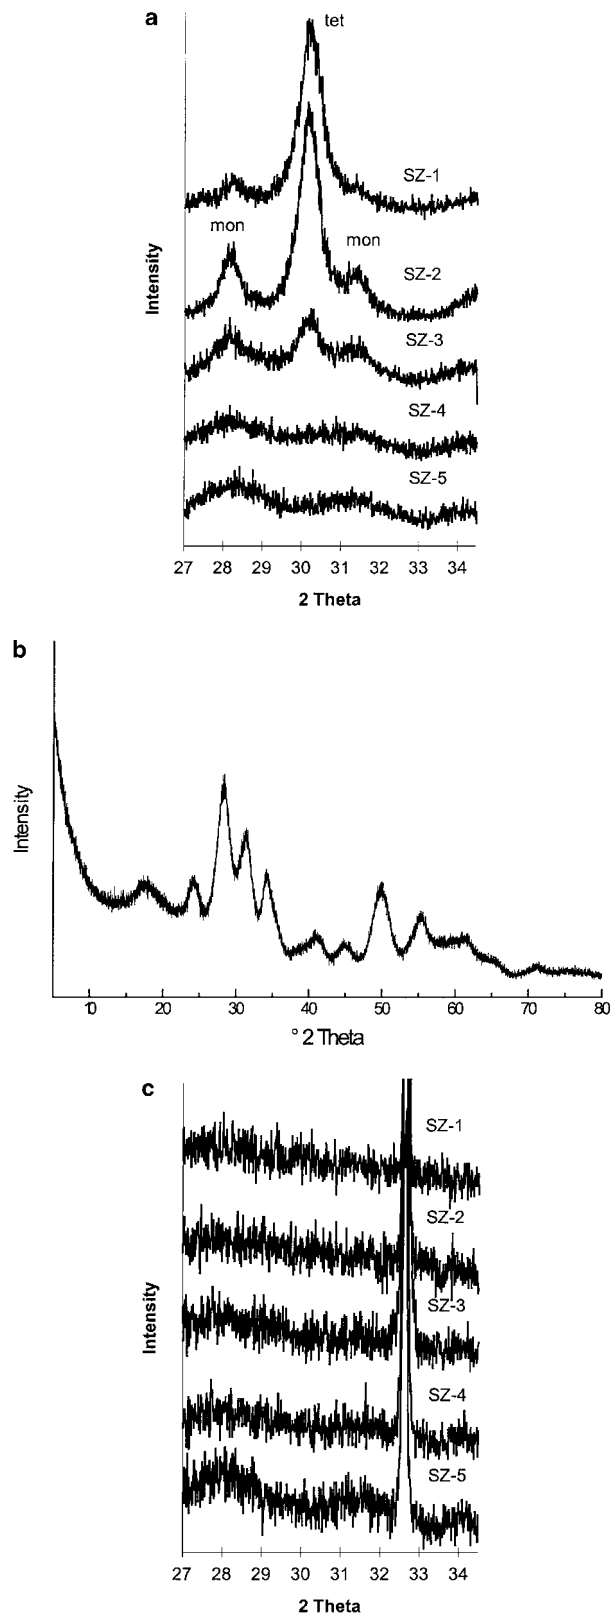 a
tet
SZ-1
mon
mon
SZ-2
SZ-3
SZ-4
SZ-5
Intensity
27 28 29 30 31 32 33 34
2 Theta
b
Intensity
10 20 30 40 50 60 70 80
° 2 Theta
c
SZ-1
SZ-2
SZ-3
SZ-4
SZ-5
Intensity
27 28 29 30 31 32 33 34
2 Theta